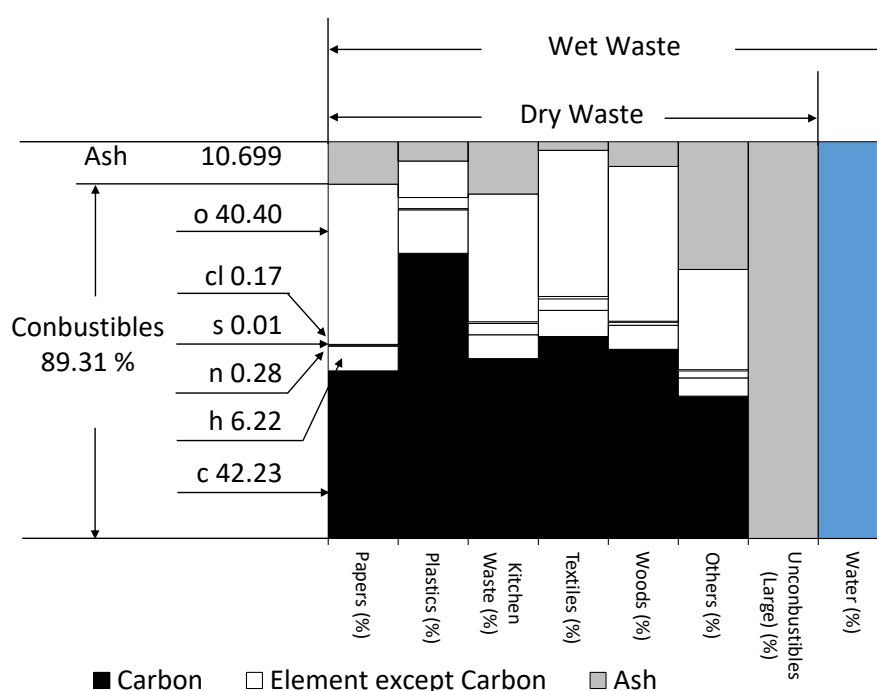 Wet Waste
Dry Waste
Ash 10.699
o 40.40
cl 0.17
Conbustibles
s 0.01
89.31 %
n 0.28
h 6.22
c 42.23
Papers (%)
Plastics (%)
Kitchen
Waste (%)
Textiles (%)
Woods (%)
Others (%)
Unconbustibles
(Large) (%)
Water (%)
Carbon
Element except Carbon
Ash